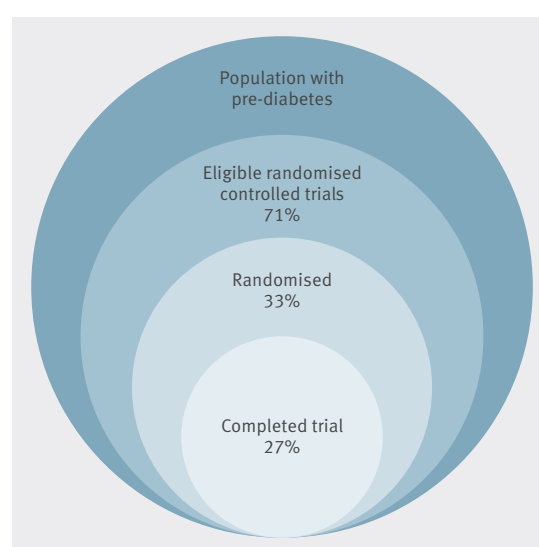 Population with
pre-diabetes
Eligible randomised
controlled trials
71%
Randomised
33%
Completed trial
27%